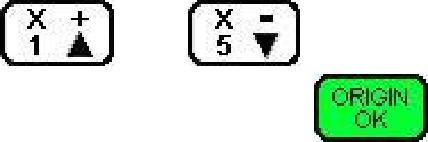 X +
1 ▲
X -
5 ▼
ORIGIN
OK